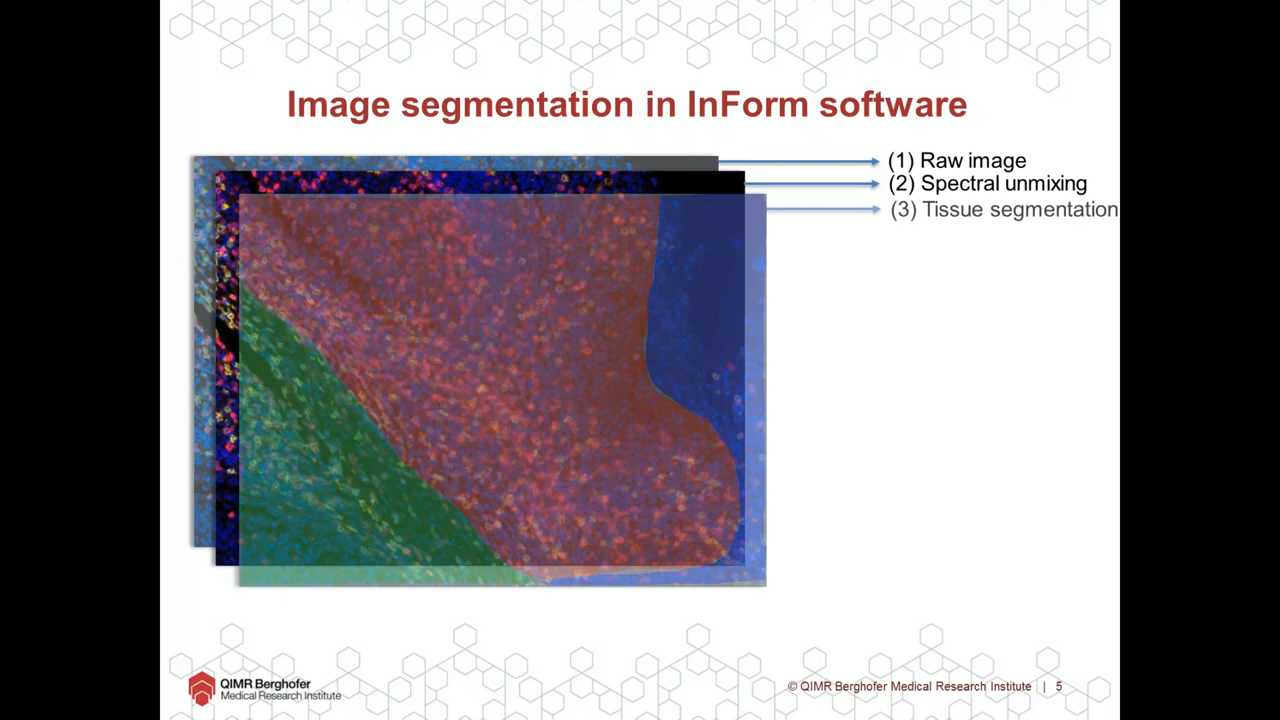 Image segmentation in InForm software
(1) Raw image
(2) Spectral unmixing
(3) Tissue segmentation
QIMR Berghofer
Medical Research Institute
© QIMR Berghofer Medical Research Institute | 5